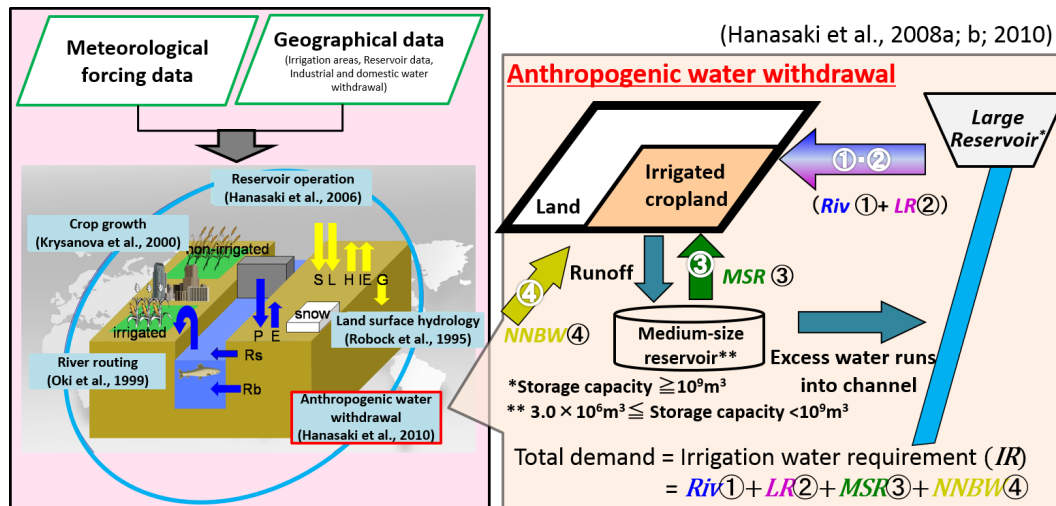 Meteorological
forcing data
Geographical data
(Irrigation areas, Reservoir data,
Industrial and domestic water
withdrawal)
Reservoir operation
(Hanasaki et al., 2006)
Crop growth
(Krysanova et al., 2000)
non-irrigated
S L H lE G
snow
irrigated
P E
Land surface hydrology
(Robock et al., 1995)
River routing
(Oki et al., 1999)
Rs
Rb
Anthropogenic water
withdrawal
(Hanasaki et al., 2010)
(Hanasaki et al., 2008a; b; 2010)
Anthropogenic water withdrawal
Large
Reservoir*
①・②
Irrigated
cropland
Land
(Riv ①+ LR②)
Runoff
③
MSR ③
④
NNBW④
Medium-size
reservoir**
Excess water runs
into channel
*Storage capacity ≧10⁹m³
** 3.0 × 10⁶m³≦ Storage capacity <10⁹m³
Total demand = Irrigation water requirement (IR)
= Riv①+LR②+MSR③+NNBW④